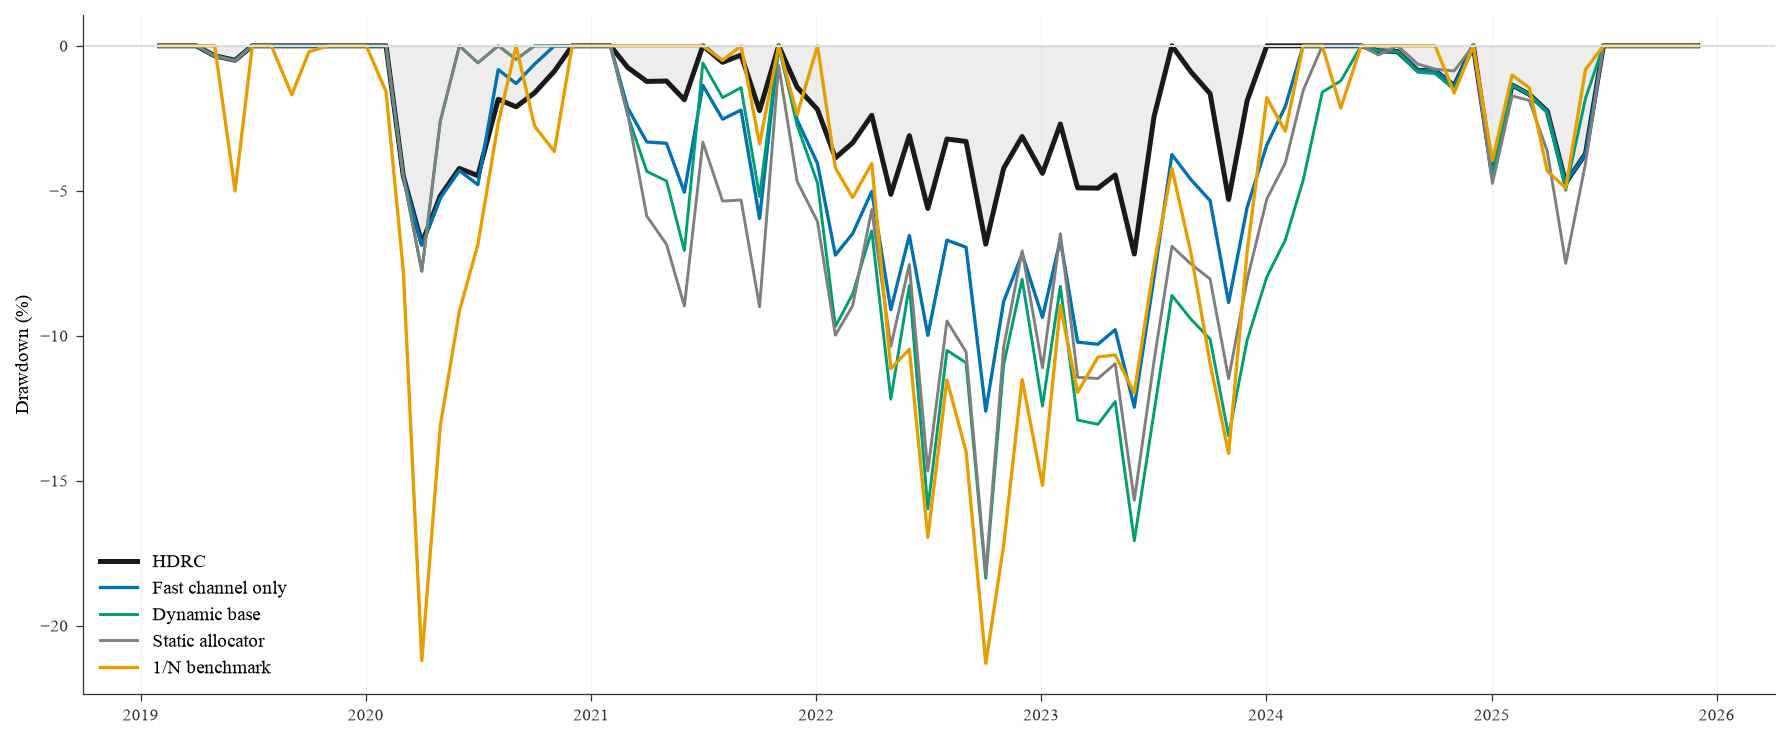 Drawdown (%)
0
−5
−10
−15
−20
HDRC
Fast channel only
Dynamic base
Static allocator
1/N benchmark
2019 2020 2021 2022 2023 2024 2025 2026